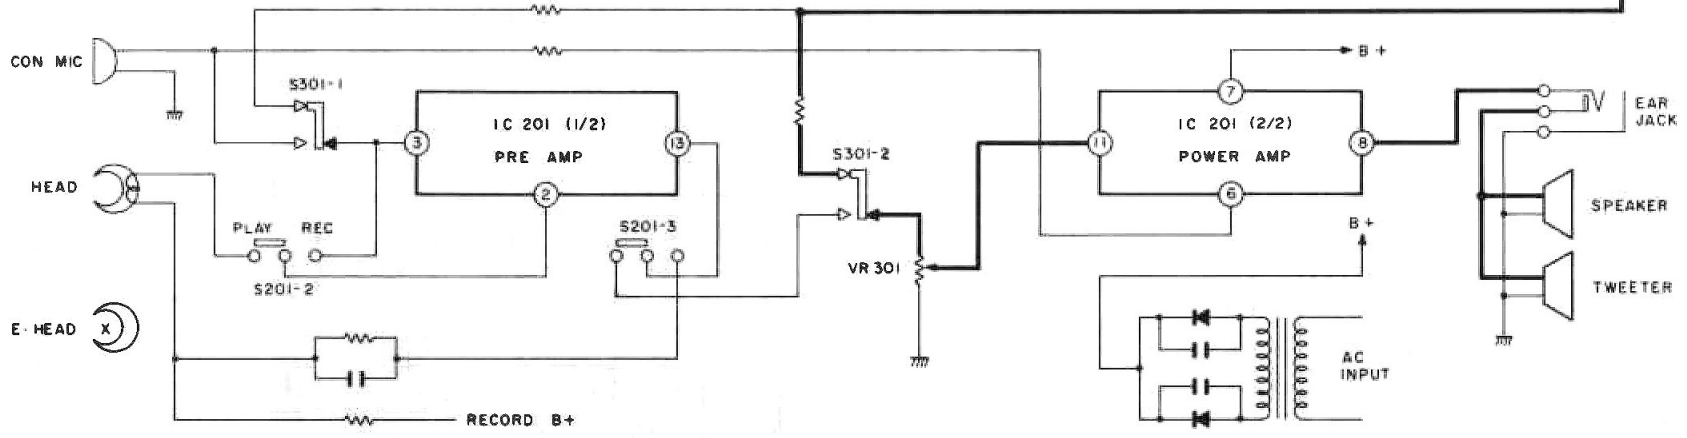 B +
CON MIC
S301-1
7
EAR
JACK
IC 201 (1/2)
PRE AMP
3
13
IC 201 (2/2)
POWER AMP
11
8
S301-2
HEAD
2
6
SPEAKER
PLAY
REC
S201-3
B +
VR 301
S201-2
TWEETER
E·HEAD
X
AC
INPUT
RECORD B+